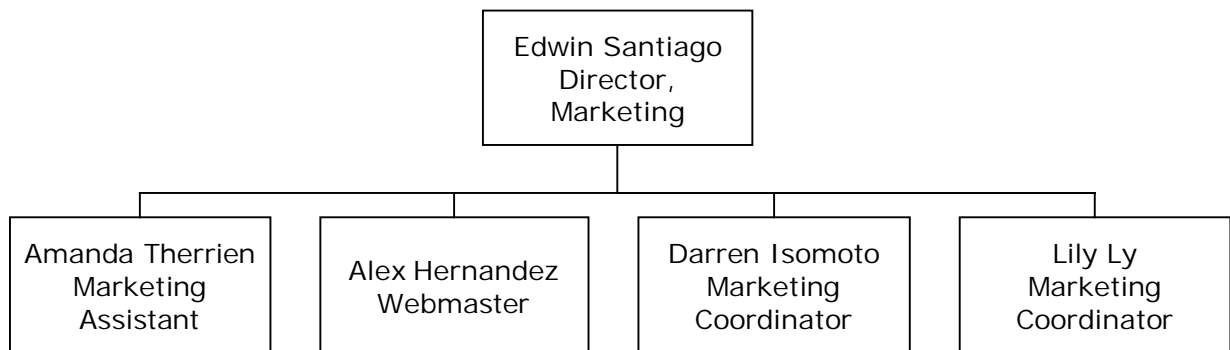 Edwin Santiago
Director,
Marketing
Amanda Therrien
Marketing
Assistant
Alex Hernandez
Webmaster
Darren Isomoto
Marketing
Coordinator
Lily Ly
Marketing
Coordinator